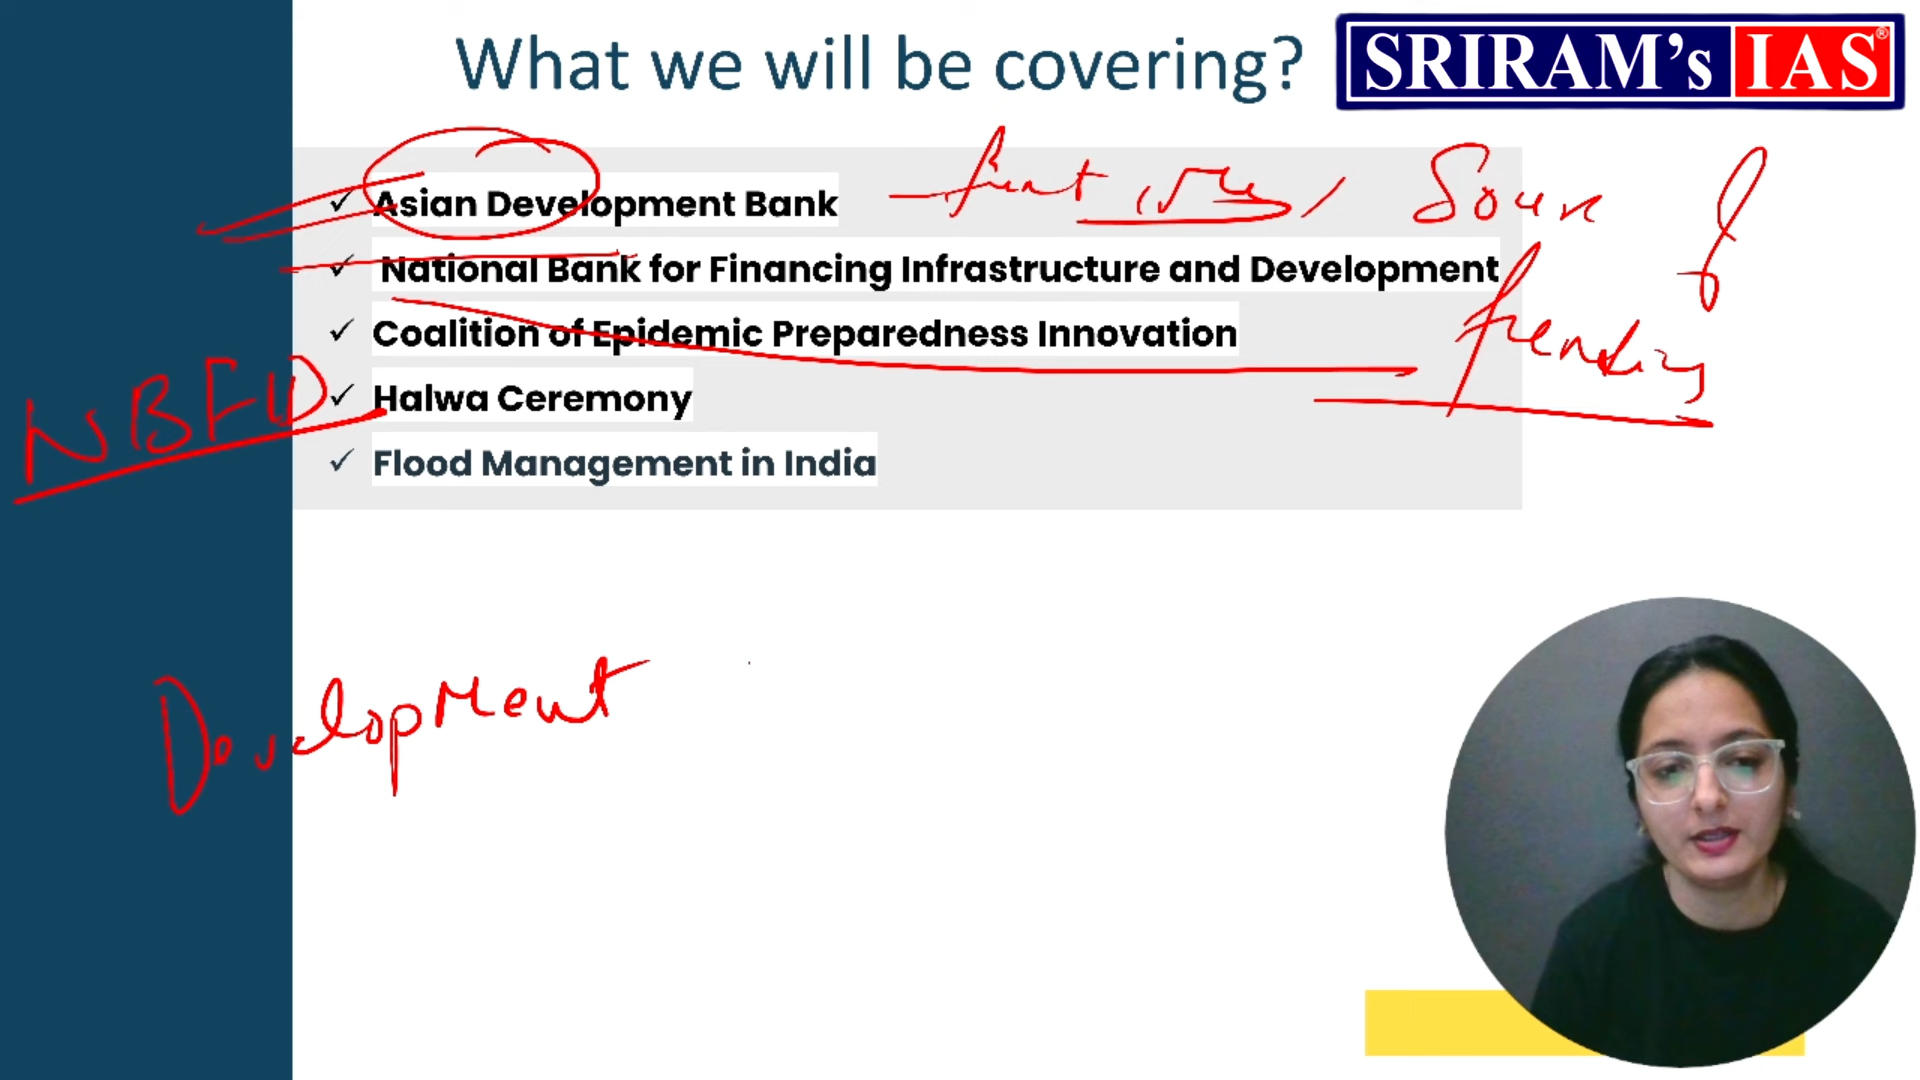 What we will be covering?
SRIRAM's IAS®
✓ Asian Development Bank
✓ National Bank for Financing Infrastructure and Development
✓ Coalition of Epidemic Preparedness Innovation
✓ Halwa Ceremony
✓ Flood Management in India
of
NBFID
Development